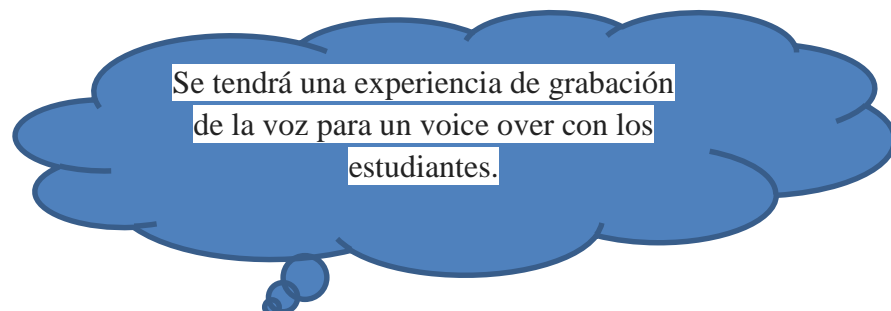 Se tendrá una experiencia de grabación
de la voz para un voice over con los
estudiantes.